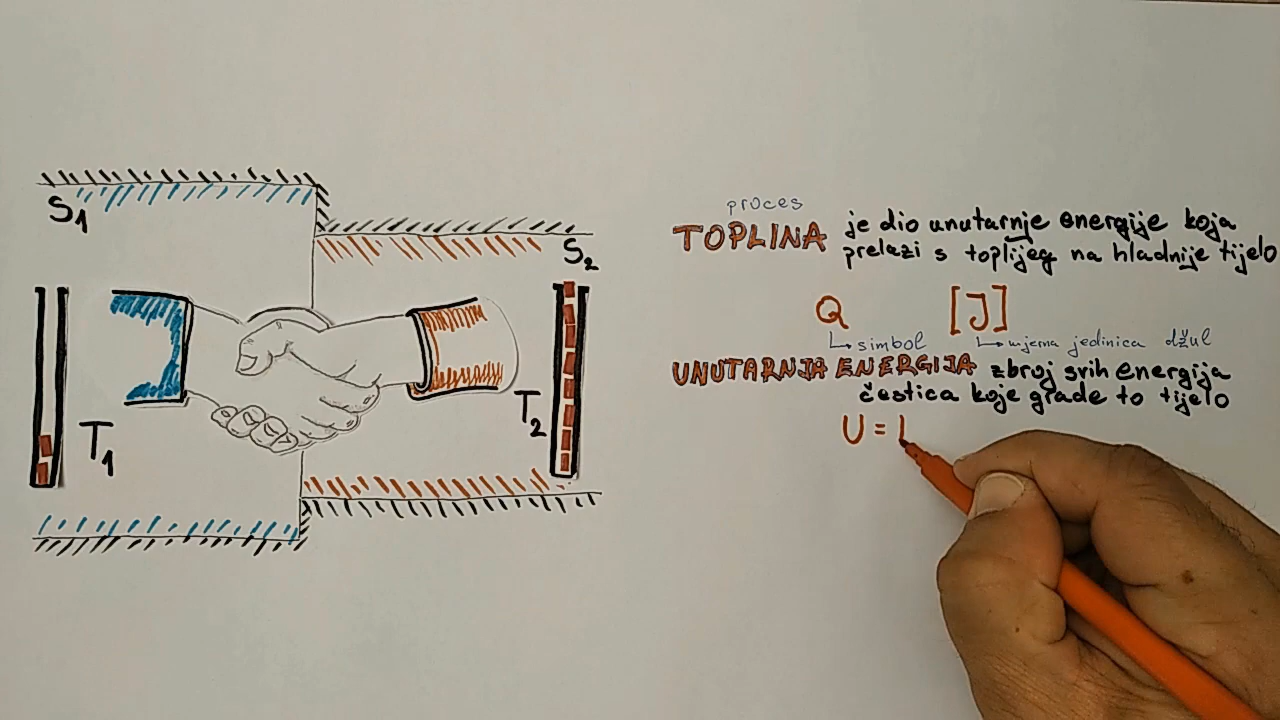 S1
S2
T1
T2
proces
TOPLINA je dio unutarnje energije koja
prelazi s toplijeg na hladnije tijelo
Q [J]
simbol mjerna jedinica džul
UNUTARNJA ENERGIJA zbroj svih energija
čestica koje grade to tijelo
U =